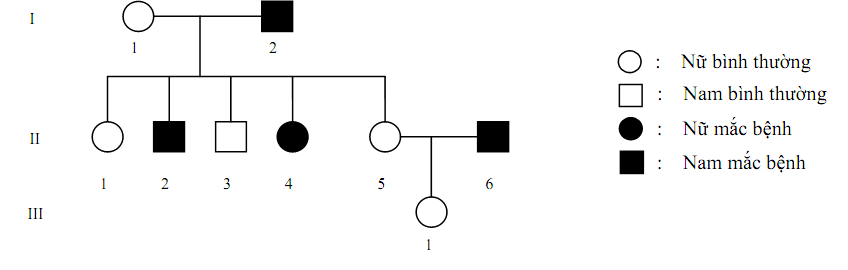 I
1
2
II
1
2
3
4
5
6
III
1
: Nữ bình thường
: Nam bình thường
: Nữ mắc bệnh
: Nam mắc bệnh